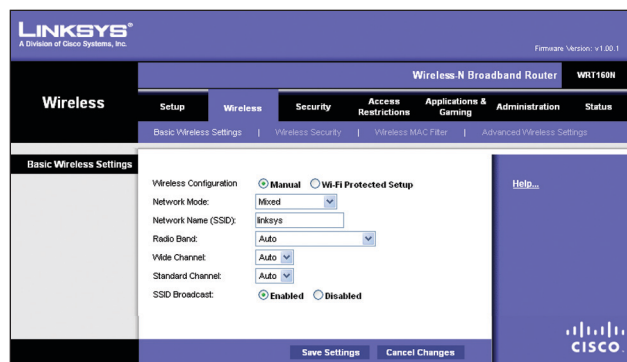 LINKSYS®
A Division of Cisco Systems, Inc.
Firmware Version: v1.00.1
Wireless-N Broadband Router WRT160N
Wireless
Setup Wireless Security Access Restrictions Applications & Gaming Administration Status
Basic Wireless Settings | Wireless Security | Wireless MAC Filter | Advanced Wireless Settings
Basic Wireless Settings
Wireless Configuration Manual Wi-Fi Protected Setup
Help...
Network Mode: Mixed
Network Name (SSID): linksys
Radio Band: Auto
Wide Channel: Auto
Standard Channel: Auto
SSID Broadcast: Enabled Disabled
Save Settings Cancel Changes
CISCO.